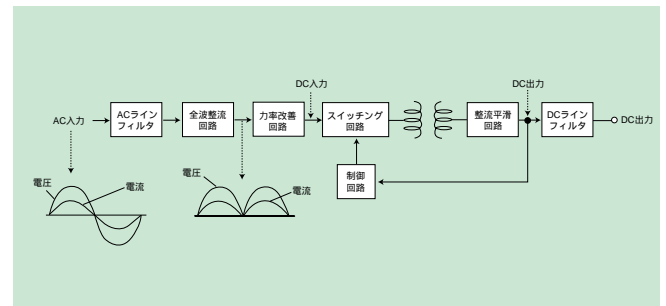 DC入力
DC出力
AC入力
ACライン
フィルタ
全波整流
回路
力率改善
回路
スイッチング
回路
整流平滑
回路
DCライン
フィルタ
DC出力
制御
回路
電圧
電流
電圧
電流